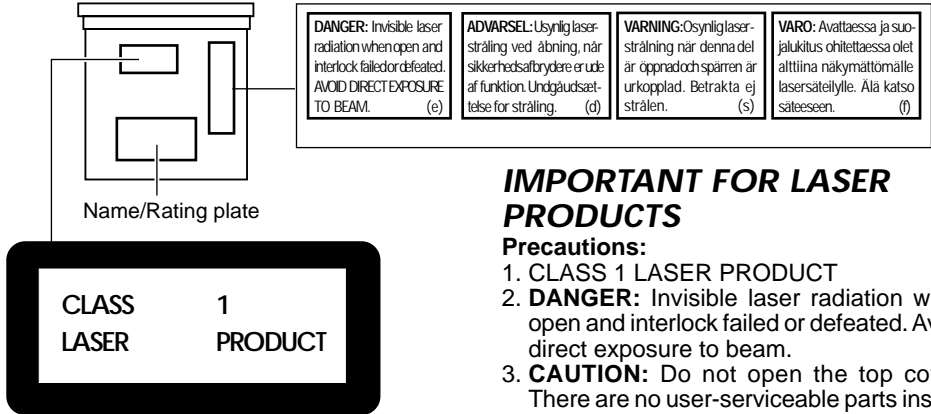 DANGER: Invisible laser
radiation when open and
interlock failed or defeated.
AVOID DIRECT EXPOSURE
TO BEAM. (e)
ADVARSEL: Usynlig laser-
stråling ved åbning, når
sikkerhedsafbrydere er ude
af funktion. Undgå udsæt-
telse for stråling. (d)
VARNING: Osynlig laser-
strålning när denna del
är öppnad och spärren är
urkopplad. Betrakta ej
strålen. (s)
VARO: Avattaessa ja suo-
jalukitus ohitettaessa olet
alttiina näkymättömälle
lasersäteilylle. Älä katso
säteeseen. (f)
Name/Rating plate
CLASS 1
LASER PRODUCT
IMPORTANT FOR LASER
PRODUCTS
Precautions:
1. CLASS 1 LASER PRODUCT
2. DANGER: Invisible laser radiation w
open and interlock failed or defeated. Av
direct exposure to beam.
3. CAUTION: Do not open the top co
There are no user-serviceable parts ins